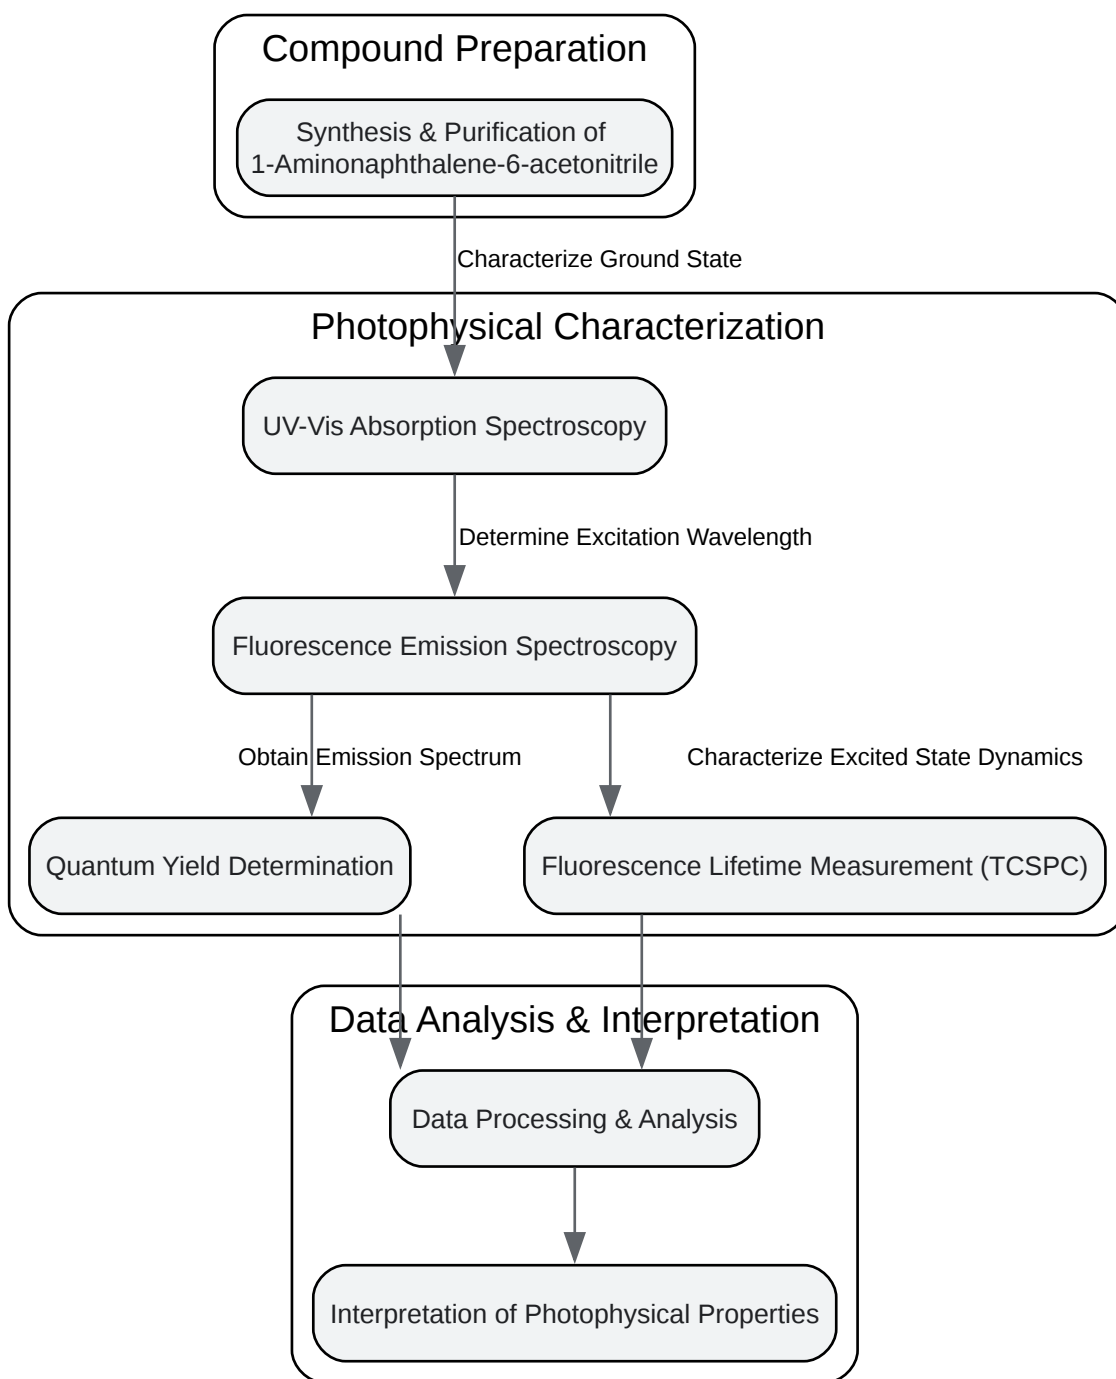 Compound Preparation
Synthesis & Purification of
1-Aminonaphthalene-6-acetonitrile
Characterize Ground State
Photophysical Characterization
UV-Vis Absorption Spectroscopy
Determine Excitation Wavelength
Fluorescence Emission Spectroscopy
Obtain Emission Spectrum
Characterize Excited State Dynamics
Quantum Yield Determination
Fluorescence Lifetime Measurement (TCSPC)
Data Analysis & Interpretation
Data Processing & Analysis
Interpretation of Photophysical Properties